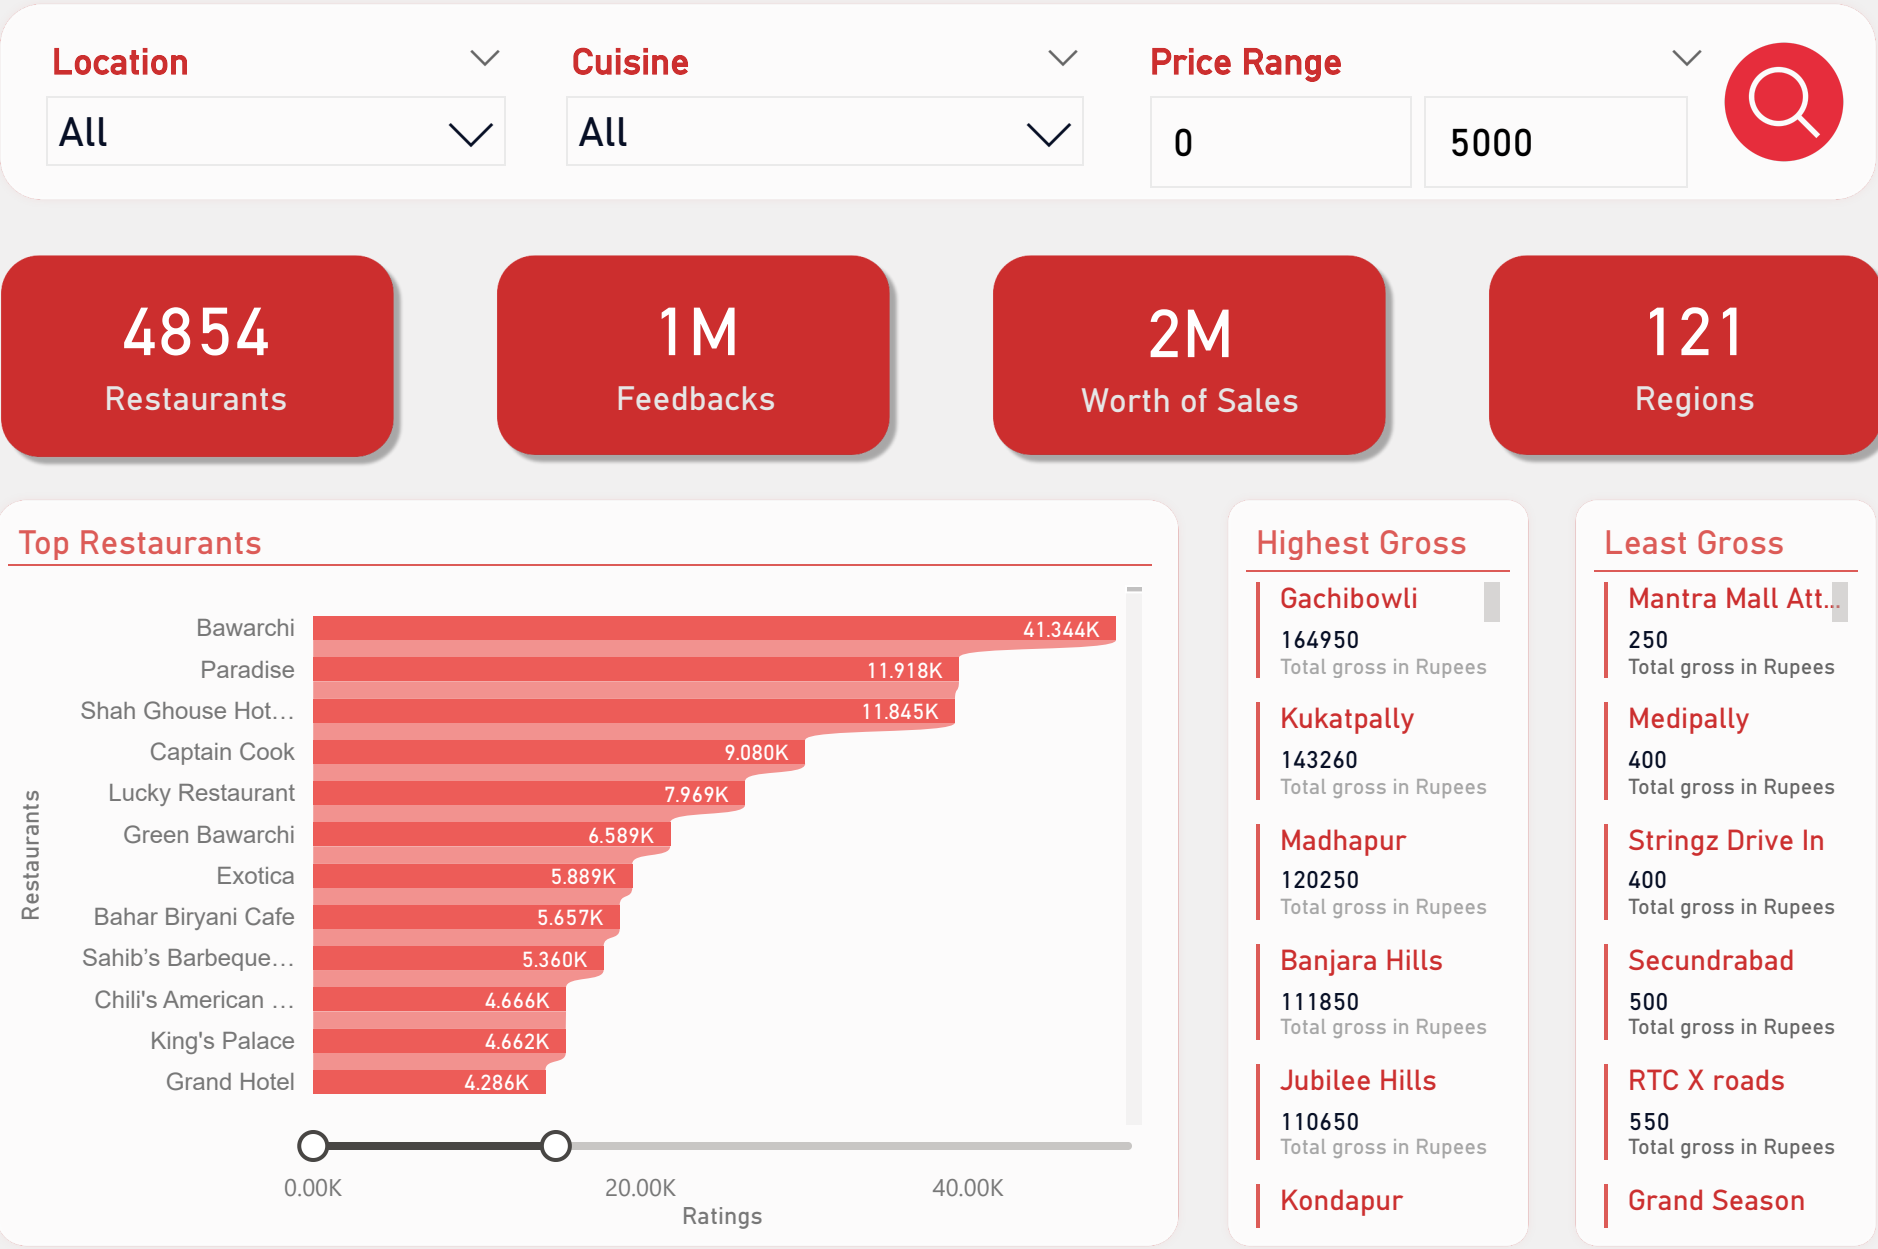 Location
All
Cuisine
All
Price Range
0
5000
4854
Restaurants
1M
Feedbacks
2M
Worth of Sales
121
Regions
Top Restaurants
Restaurants
Bawarchi 41.344K
Paradise 11.918K
Shah Ghouse Hot... 11.845K
Captain Cook 9.080K
Lucky Restaurant 7.969K
Green Bawarchi 6.589K
Exotica 5.889K
Bahar Biryani Cafe 5.657K
Sahib’s Barbeque... 5.360K
Chili's American ... 4.666K
King's Palace 4.662K
Grand Hotel 4.286K
0.00K 20.00K 40.00K
Ratings
Highest Gross
Gachibowli
164950
Total gross in Rupees
Kukatpally
143260
Total gross in Rupees
Madhapur
120250
Total gross in Rupees
Banjara Hills
111850
Total gross in Rupees
Jubilee Hills
110650
Total gross in Rupees
Kondapur
Least Gross
Mantra Mall Att...
250
Total gross in Rupees
Medipally
400
Total gross in Rupees
Stringz Drive In
400
Total gross in Rupees
Secundrabad
500
Total gross in Rupees
RTC X roads
550
Total gross in Rupees
Grand Season